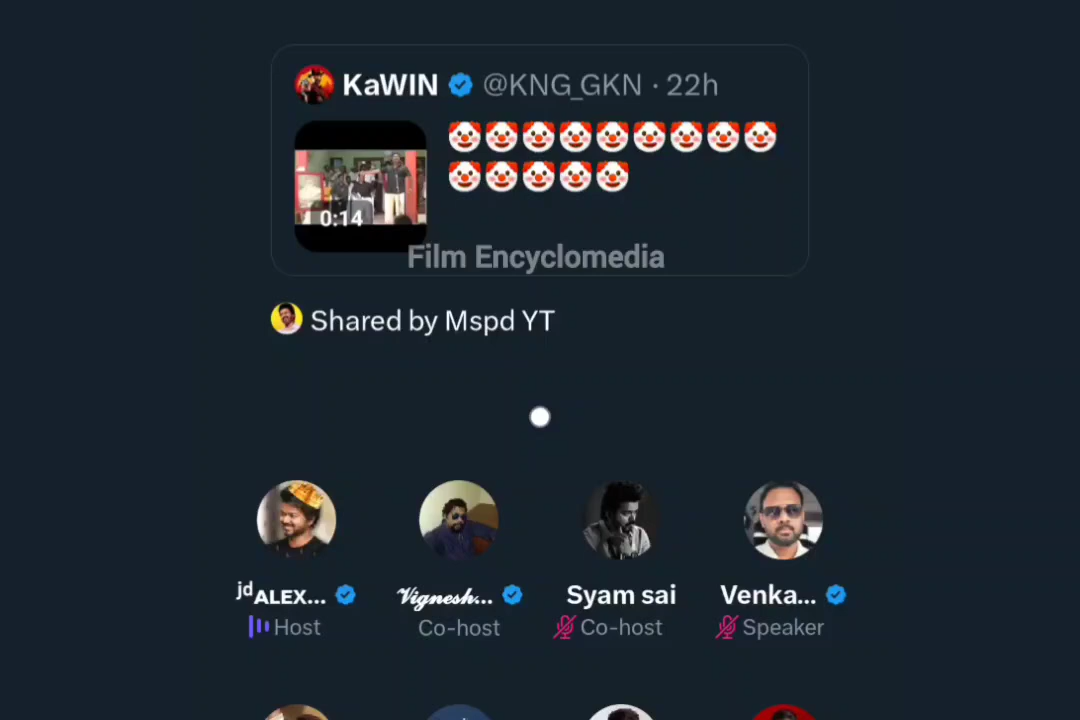 KaWIN @KNG_GKN · 22h
🤡🤡🤡🤡🤡🤡🤡🤡🤡
🤡🤡🤡🤡🤡
0:14
Film Encyclomedia
Shared by Mspd YT
ʲᵈALEX... 𝓥𝓲𝓰𝓷𝓮𝓼𝓱... Syam sai Venka...
Host Co-host Co-host Speaker